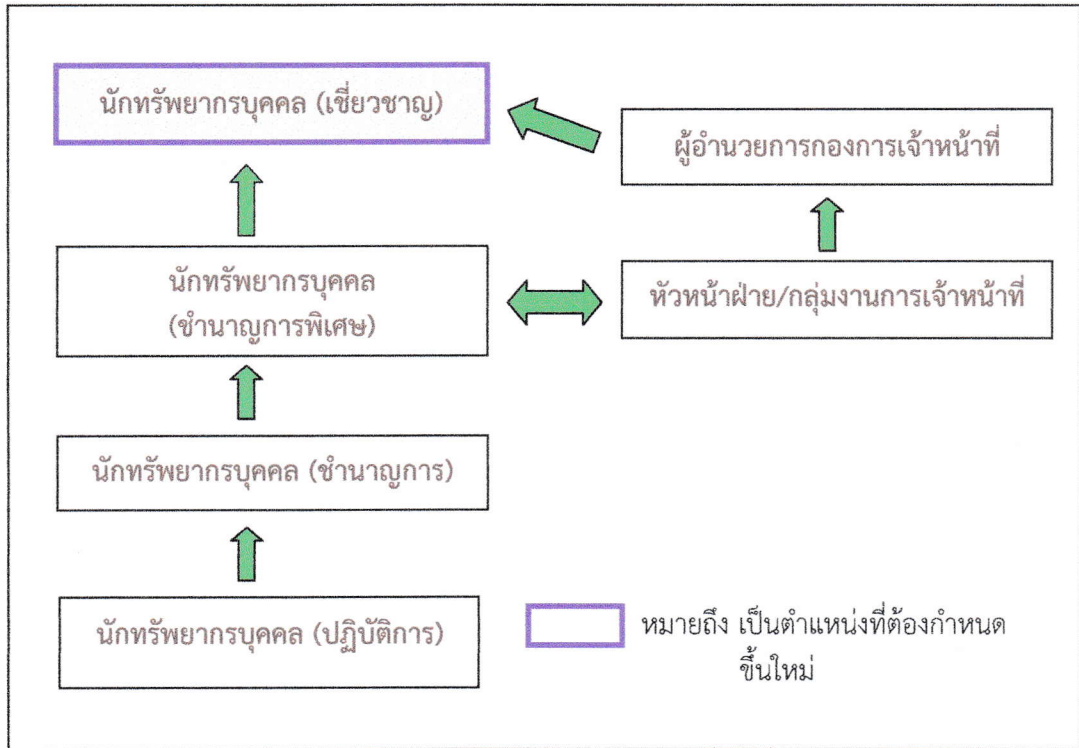 นักทรัพยากรบุคคล (เชี่ยวชาญ)
ผู้อำนวยการกองการเจ้าหน้าที่
นักทรัพยากรบุคคล
(ชำนาญการพิเศษ)
หัวหน้าฝ่าย/กลุ่มงานการเจ้าหน้าที่
นักทรัพยากรบุคคล (ชำนาญการ)
นักทรัพยากรบุคคล (ปฏิบัติการ)
หมายถึง เป็นตำแหน่งที่ต้องกำหนด
ขึ้นใหม่